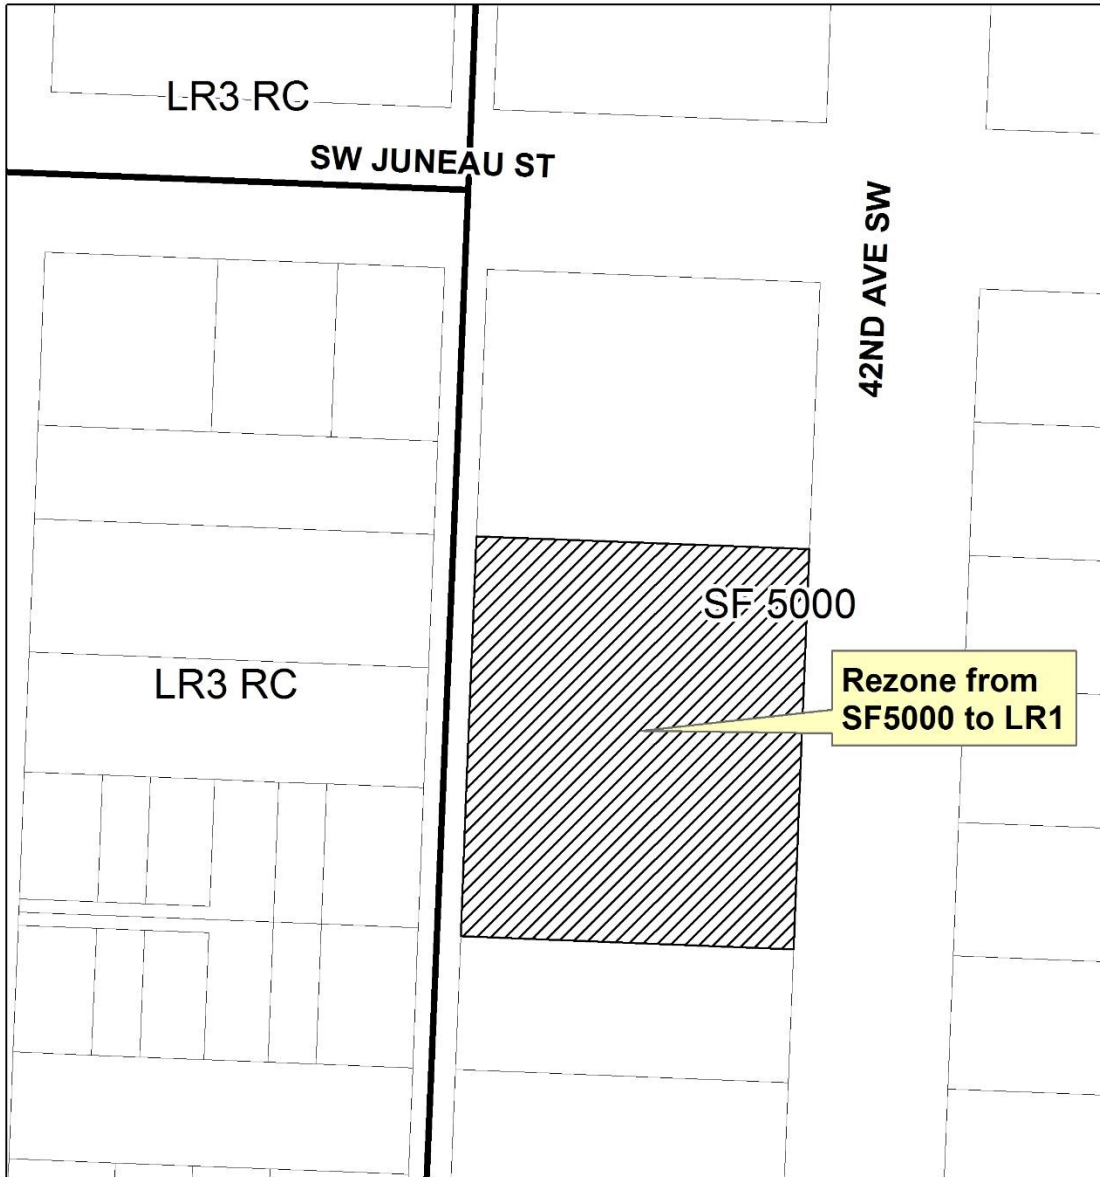 LR3 RC
SW JUNEAU ST
42ND AVE SW
SF 5000
Rezone from
SF5000 to LR1
LR3 RC